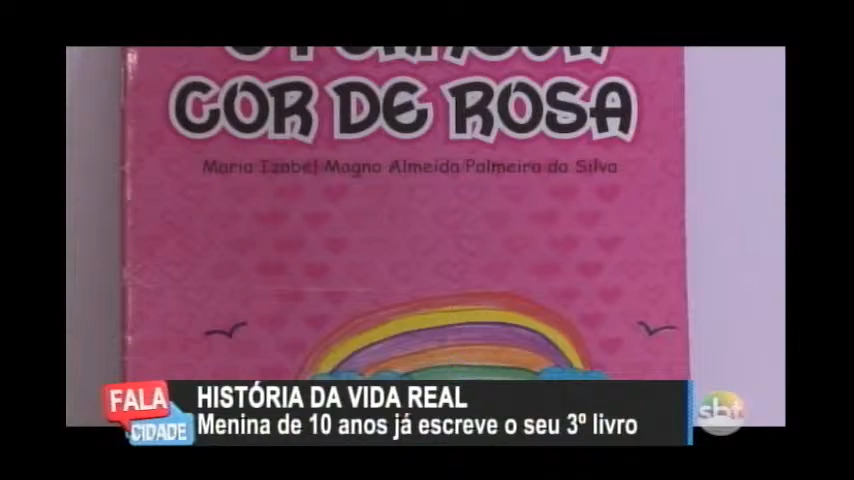 COR DE ROSA
Maria Izabel Magno Almeida Palmeira da Silva
HISTÓRIA DA VIDA REAL
Menina de 10 anos já escreve o seu 3º livro
FALA
CIDADE
sbt